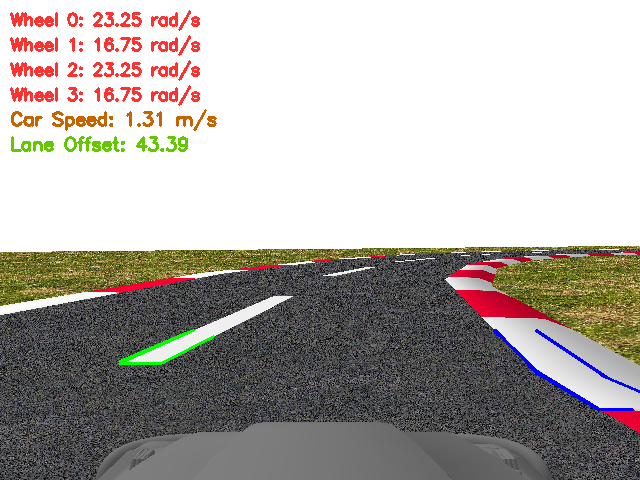 Wheel 0: 23.25 rad/s
Wheel 1: 16.75 rad/s
Wheel 2: 23.25 rad/s
Wheel 3: 16.75 rad/s
Car Speed: 1.31 m/s
Lane Offset: 43.39